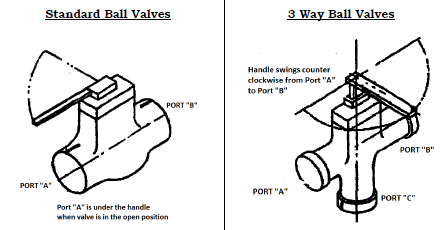 Standard Ball Valves
PORT "B"
PORT "A"
Port "A" is under the handle
when valve is in the open position
3 Way Ball Valves
Handle swings counter
clockwise from Port "A"
to Port "B"
PORT "B"
PORT "A"
PORT "C"